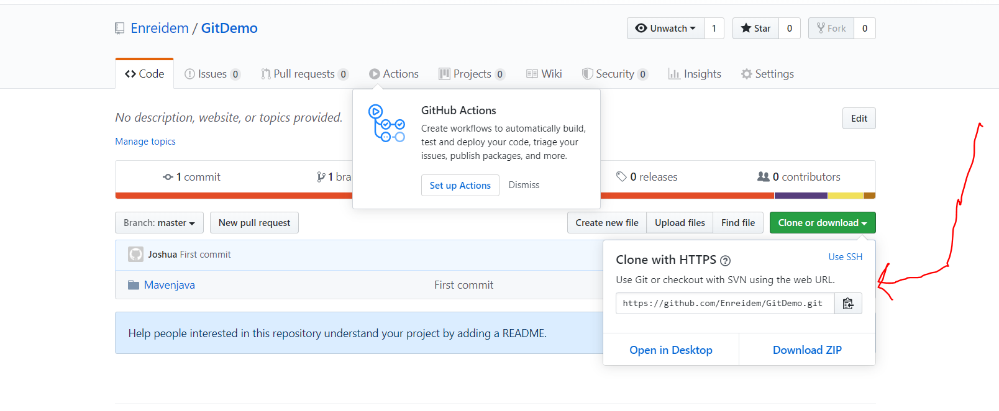 Enreidem / GitDemo
Unwatch 1 Star 0 Fork 0
Code Issues 0 Pull requests 0 Actions Projects 0 Wiki Security 0 Insights Settings
No description, website, or topics provided.
Edit
Manage topics
GitHub Actions
Create workflows to automatically build,
test and deploy your code, triage your
issues, publish packages, and more.
Set up Actions Dismiss
1 commit 1 bra 0 releases 0 contributors
Branch: master New pull request Create new file Upload files Find file Clone or download
Joshua First commit
Mavenjava First commit
Clone with HTTPS ? Use SSH
Use Git or checkout with SVN using the web URL.
https://github.com/Enreidem/GitDemo.git
Open in Desktop Download ZIP
Help people interested in this repository understand your project by adding a README.